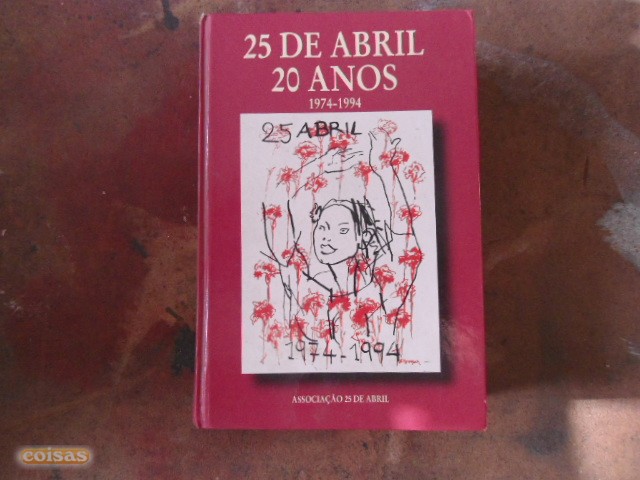 25 DE ABRIL
20 ANOS
1974-1994
25 ABRIL
1974-1994
ASSOCIAÇÃO 25 DE ABRIL
coisas